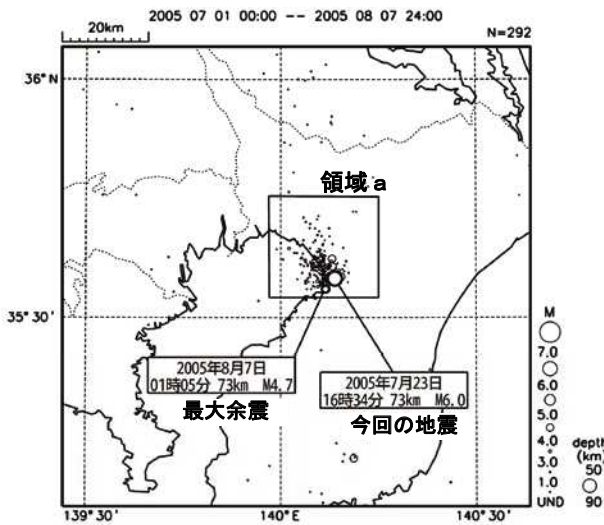 2005 07 01 00:00 -- 2005 08 07 24:00
20km
N=292
36°N
領域a
35°30'
2005年8月7日
01時05分 73km M4.7
最大余震
2005年7月23日
16時34分 73km M6.0
今回の地震
M
7.0
6.0
5.0
4.0
3.0
1.0
UND
depth
(km)
50
90
139°30'
140°E
140°30'